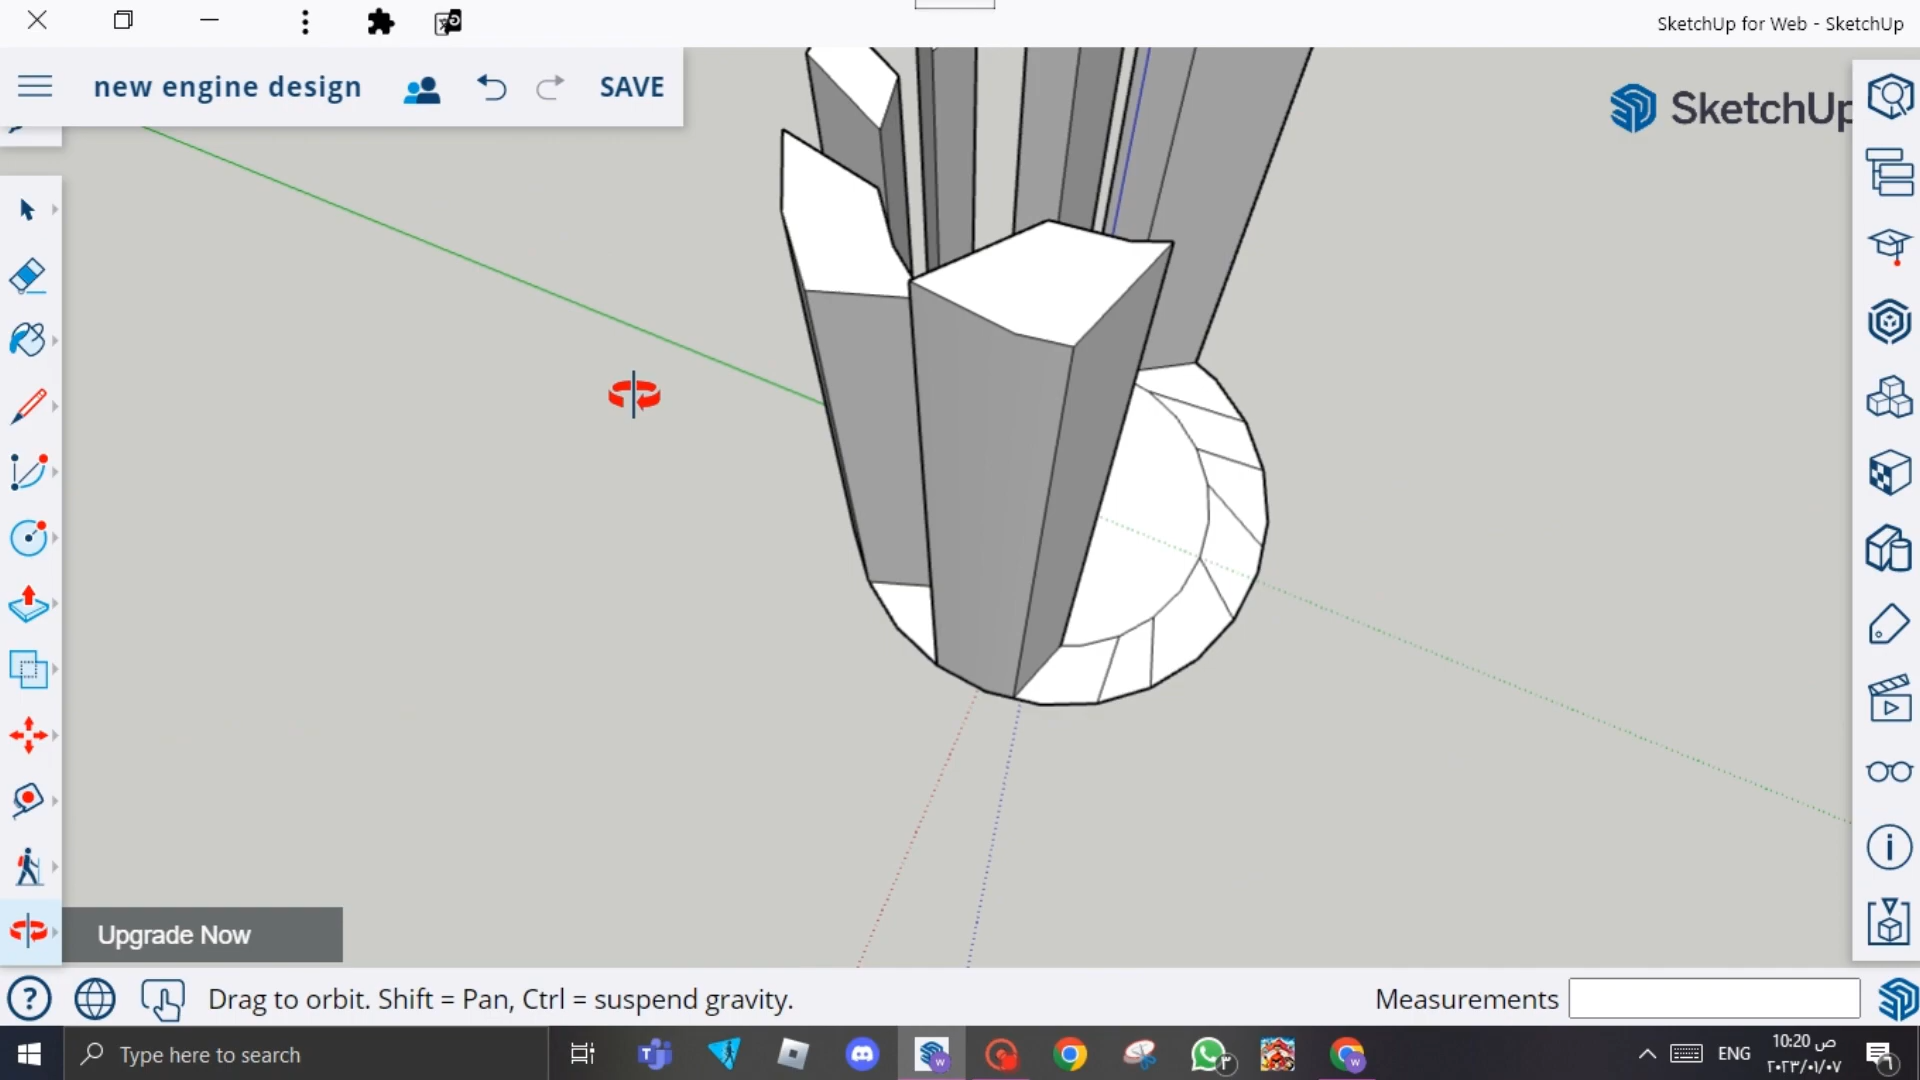 SketchUp for Web - SketchUp
new engine design
SAVE
SketchUp
Upgrade Now
Drag to orbit. Shift = Pan, Ctrl = suspend gravity.
Measurements
Type here to search
ENG
10:20 ص
٢٠٢٣/٠١/٠٧